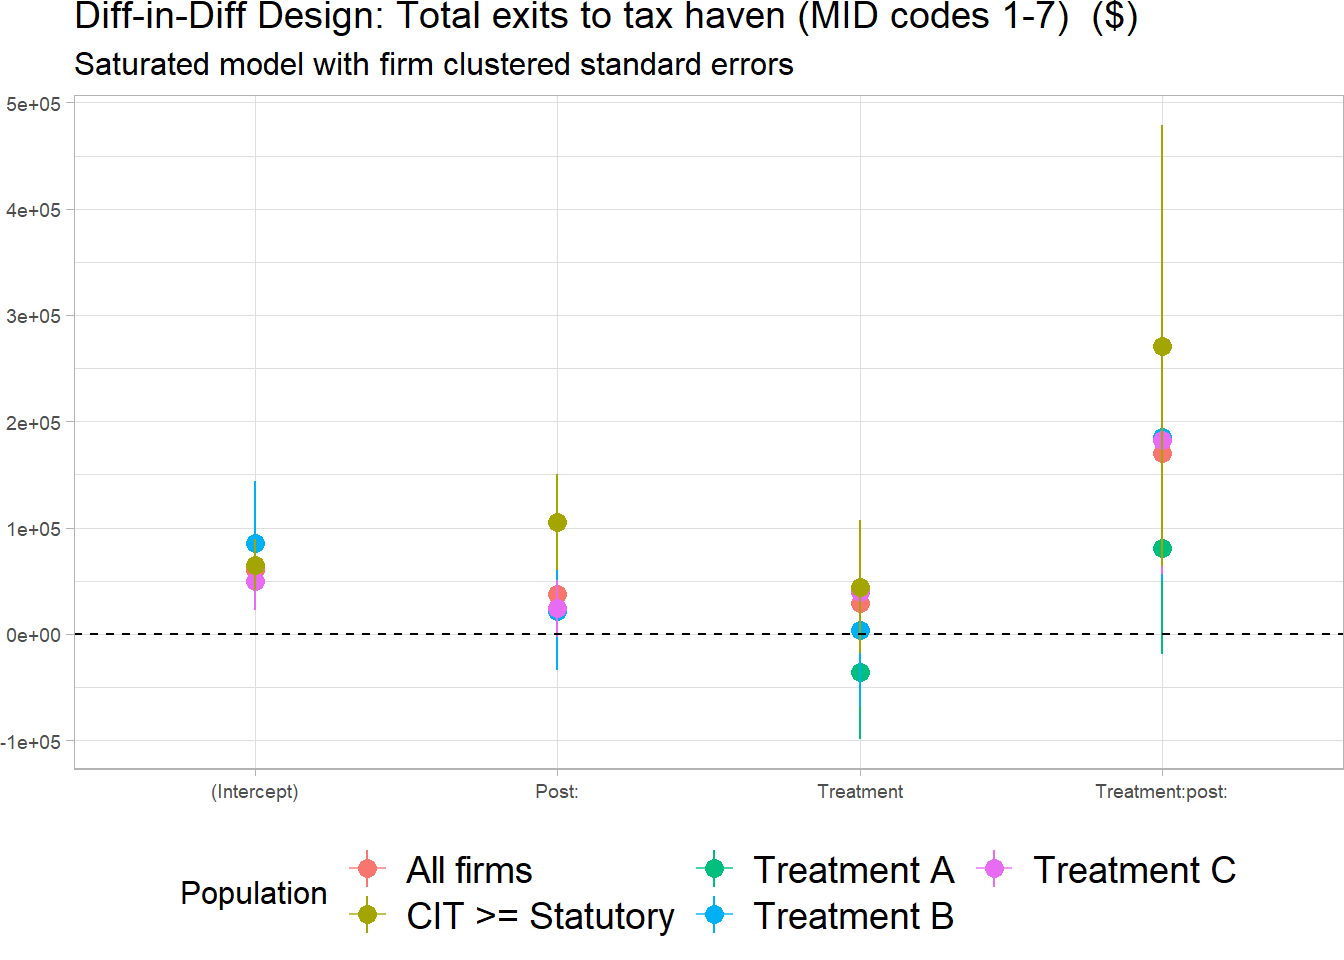 Diff-in-Diff Design: Total exits to tax haven (MID codes 1-7)  ($)
Saturated model with firm clustered standard errors
5e+05
4e+05
3e+05
2e+05
1e+05
0e+00
-1e+05
(Intercept)
Post:
Treatment
Treatment:post:
Population
All firms
CIT >= Statutory
Treatment A
Treatment B
Treatment C